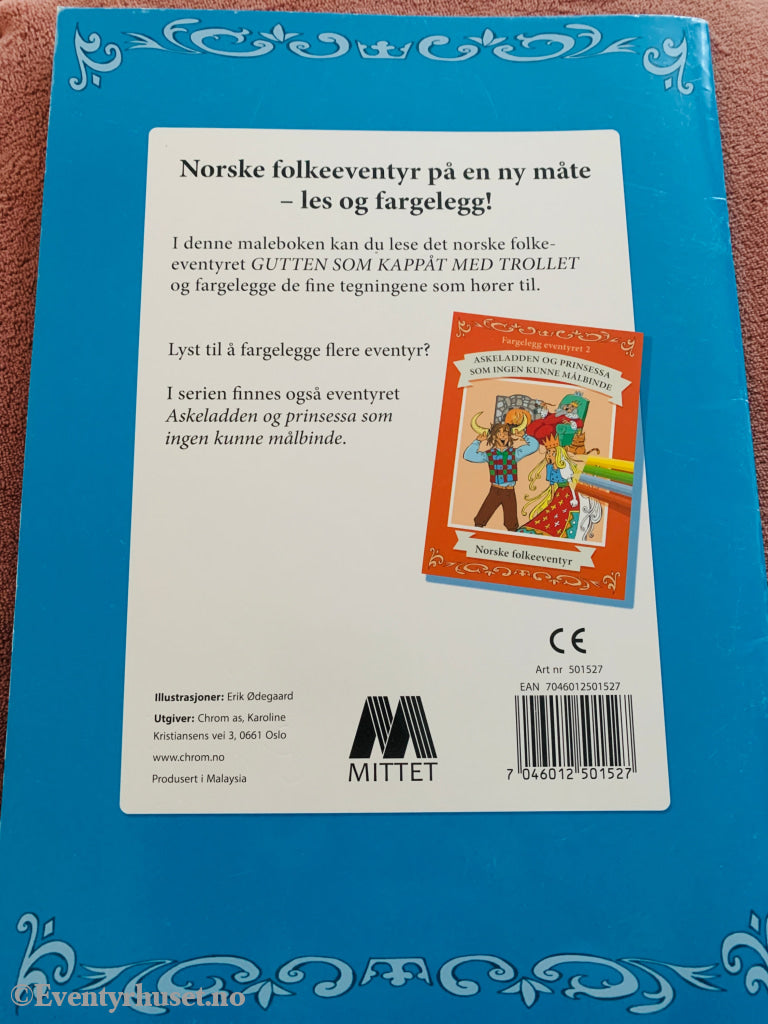 Norske folkeeventyr på en ny måte
– les og fargelegg!
I denne maleboken kan du lese det norske folke-
eventyret GUTTEN SOM KAPPÅT MED TROLLET
og fargelegge de fine tegningene som hører til.
Lyst til å fargelegge flere eventyr?
I serien finnes også eventyret
Askeladden og prinsessa som
ingen kunne målbinde.
Fargelegg eventyret 2
ASKELADDEN OG PRINSESSA
SOM INGEN KUNNE MÅLBINDE
Norske folkeeventyr
CE
Art nr 501527
EAN 7046012501527
7 046012 501527
Illustrasjoner: Erik Ødegaard
Utgiver: Chrom as, Karoline
Kristiansens vei 3, 0661 Oslo
www.chrom.no
Produsert i Malaysia
MITTET
©Eventyrhuset.no